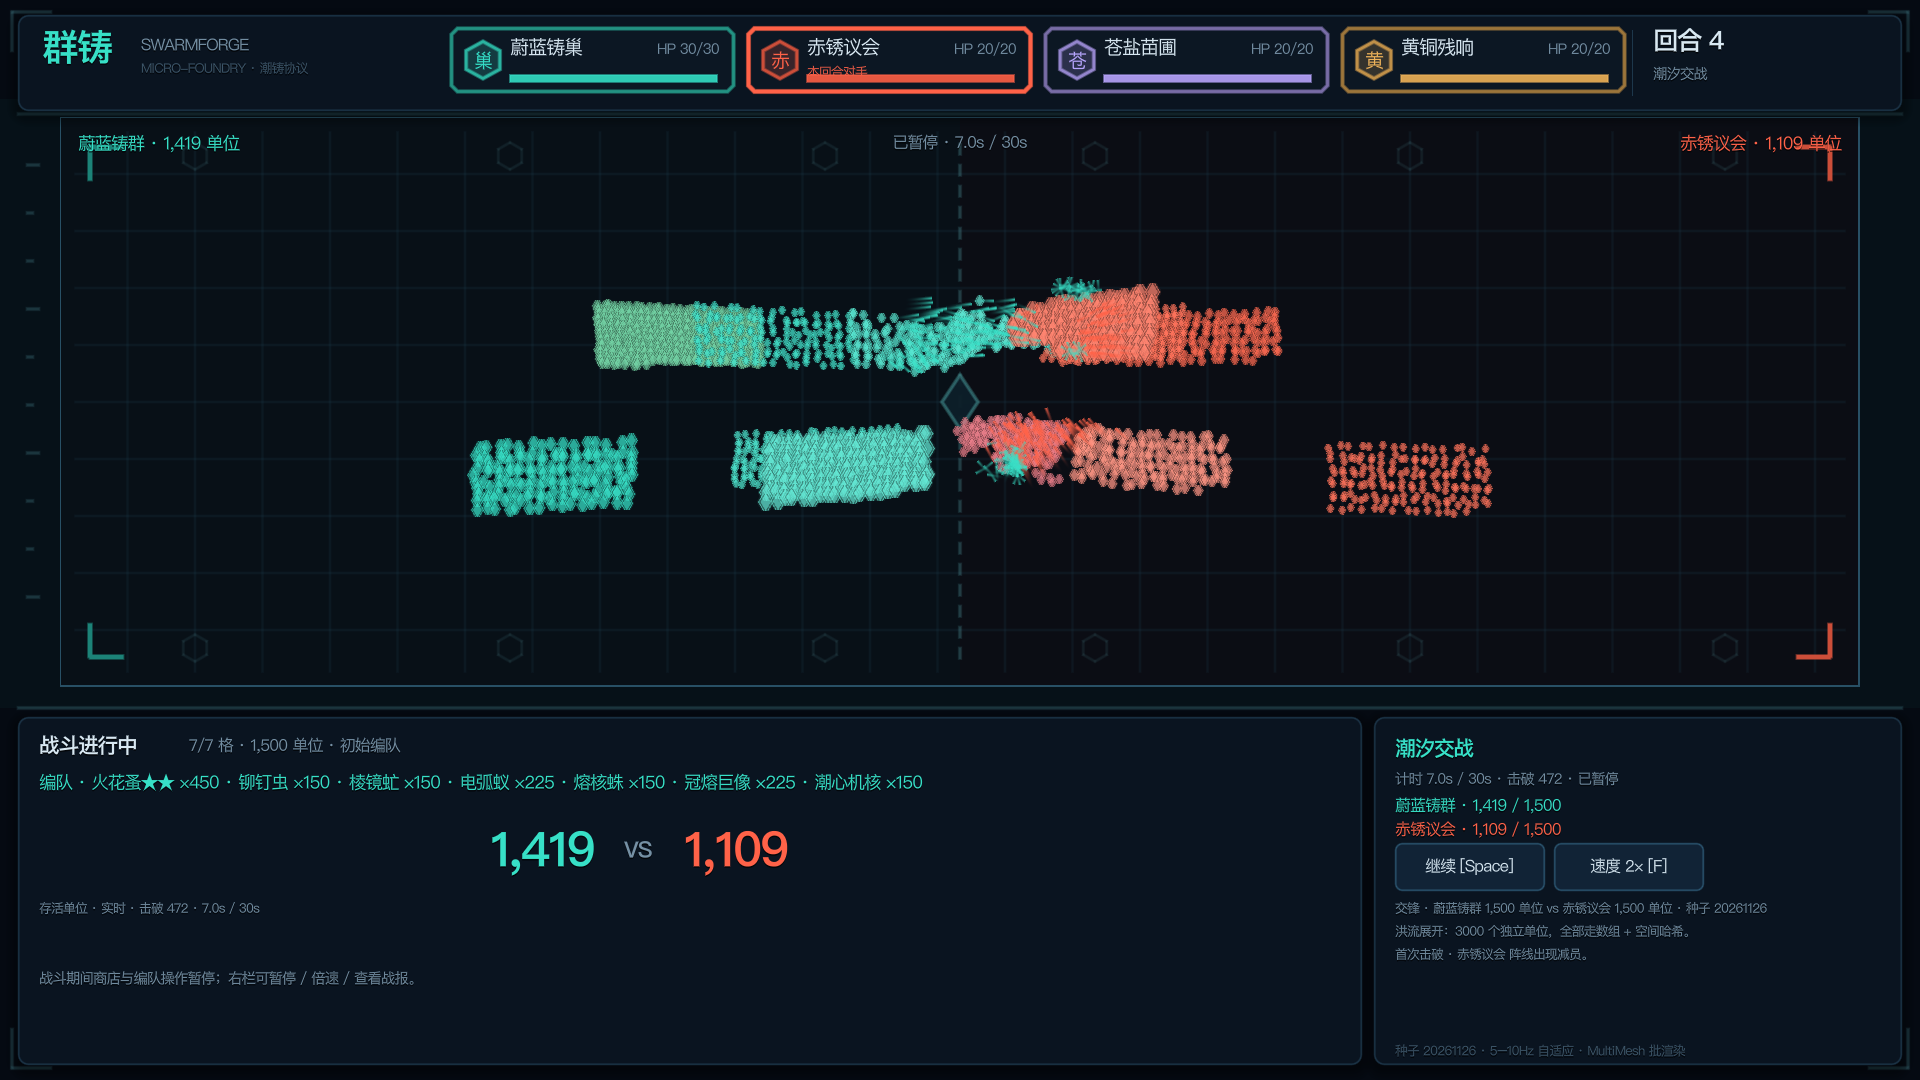 群铸
SWARMFORGE
MICRO-FOUNDRY · 潮铸协议
巢
蔚蓝铸巢
HP 30/30
赤
赤锈议会
HP 20/20
本回合对手
苍
苍盐苗圃
HP 20/20
黄
黄铜残响
HP 20/20
回合 4
潮汐交战
蔚蓝铸群 · 1,419 单位
已暂停 · 7.0s / 30s
赤锈议会 · 1,109 单位
战斗进行中
7/7 格 · 1,500 单位 · 初始编队
编队 · 火花蚤★★ ×450 · 铆钉虫 ×150 · 棱镜虻 ×150 · 电弧蚁 ×225 · 熔核蛛 ×150 · 冠熔巨像 ×225 · 潮心机核 ×150
1,419 VS 1,109
存活单位 · 实时 · 击破 472 · 7.0s / 30s
战斗期间商店与编队操作暂停；右栏可暂停 / 倍速 / 查看战报。
潮汐交战
计时 7.0s / 30s · 击破 472 · 已暂停
蔚蓝铸群 · 1,419 / 1,500
赤锈议会 · 1,109 / 1,500
继续 [Space]
速度 2× [F]
交锋 · 蔚蓝铸群 1,500 单位 vs 赤锈议会 1,500 单位 · 种子 20261126
洪流展开：3000 个独立单位，全部走数组 + 空间哈希。
首次击破 · 赤锈议会 阵线出现减员。
种子 20261126 · 5–10Hz 自适应 · MultiMesh 批渲染